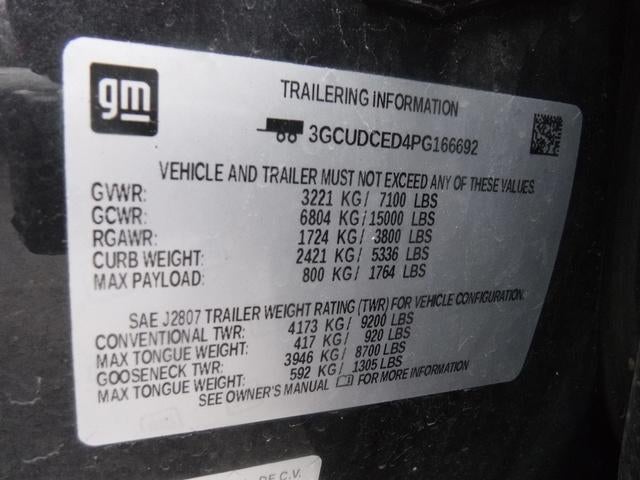 gm
TRAILERING INFORMATION
3GCUDCED4PG166692
VEHICLE AND TRAILER MUST NOT EXCEED ANY OF THESE VALUES.
GVWR: 3221 KG / 7100 LBS
GCWR: 6804 KG / 15000 LBS
RGAWR: 1724 KG / 3800 LBS
CURB WEIGHT: 2421 KG / 5336 LBS
MAX PAYLOAD: 800 KG / 1764 LBS
SAE J2807 TRAILER WEIGHT RATING (TWR) FOR VEHICLE CONFIGURATION.
CONVENTIONAL TWR: 4173 KG / 9200 LBS
MAX TONGUE WEIGHT: 417 KG / 920 LBS
GOOSENECK TWR: 3946 KG / 8700 LBS
MAX TONGUE WEIGHT: 592 KG / 1305 LBS
SEE OWNER'S MANUAL FOR MORE INFORMATION
DE C.V.